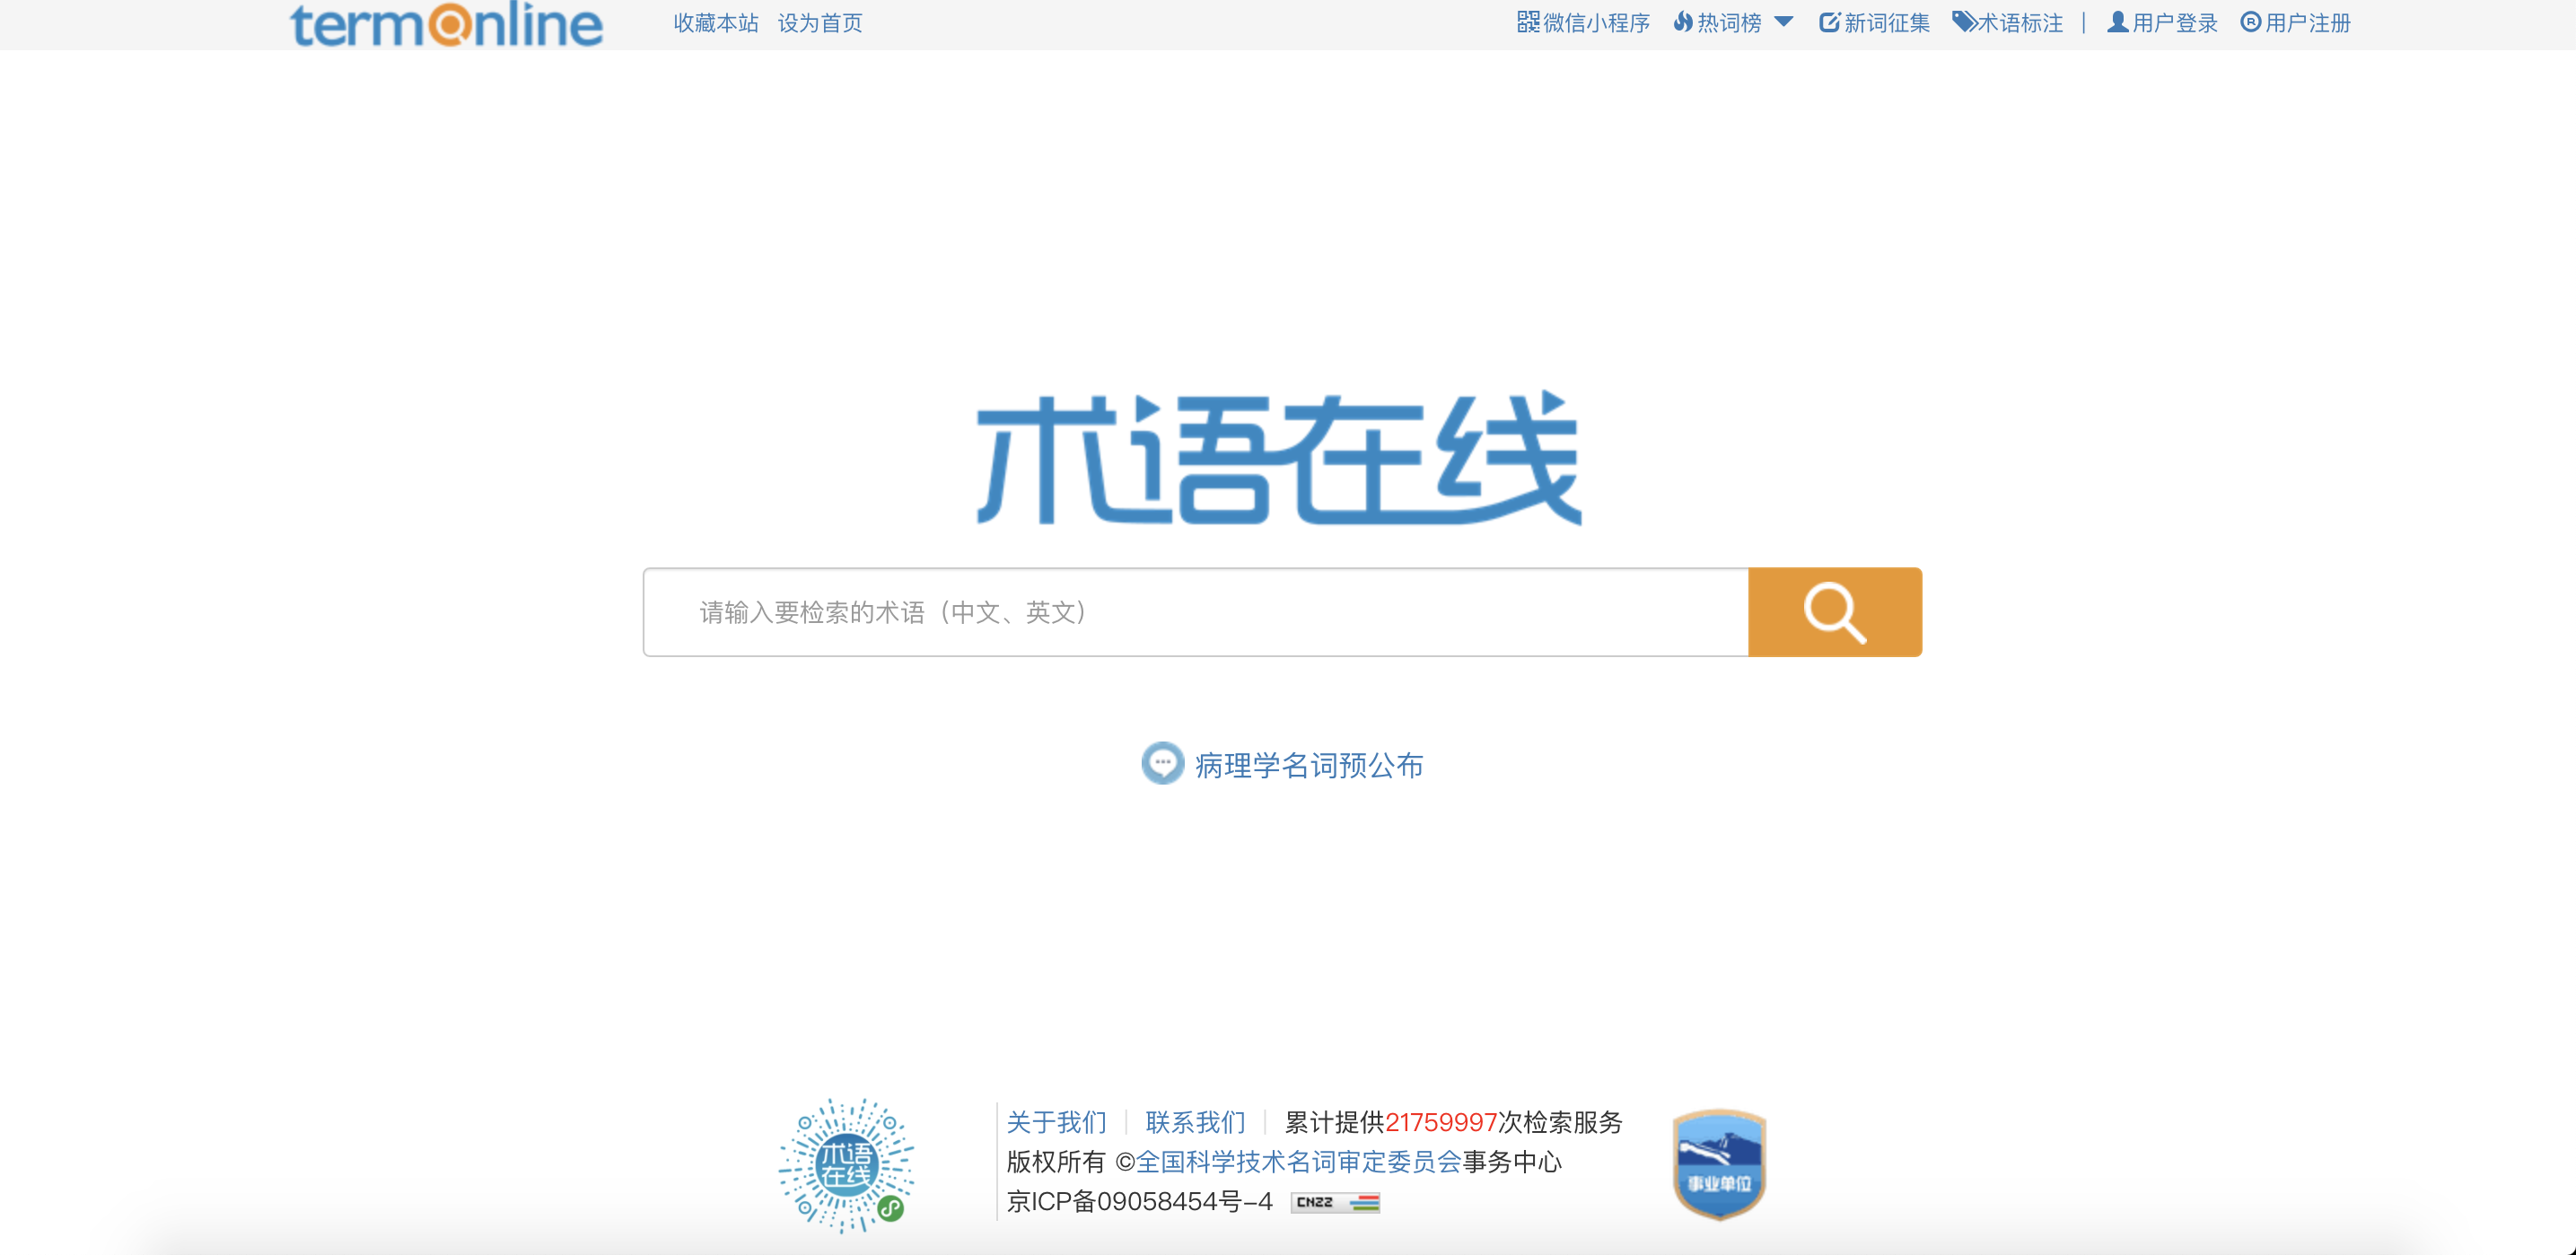 termonline 收藏本站 设为首页 微信小程序 热词榜 新词征集 术语标注 | 用户登录 用户注册
术语在线
请输入要检索的术语（中文、英文）
病理学名词预公布
术语
在线
关于我们 | 联系我们 | 累计提供21759997次检索服务
版权所有 ©全国科学技术名词审定委员会事务中心
京ICP备09058454号-4 CNZZ
事业单位